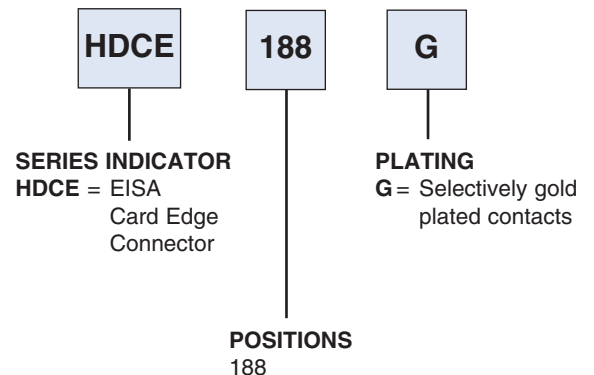 HDCE 188 G
SERIES INDICATOR
HDCE = EISA
Card Edge
Connector
PLATING
G = Selectively gold
plated contacts
POSITIONS
188